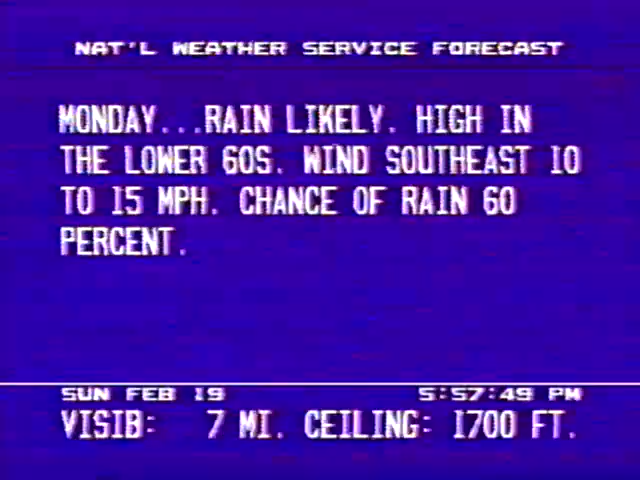 NAT'L WEATHER SERVICE FORECAST
MONDAY...RAIN LIKELY. HIGH IN
THE LOWER 60S. WIND SOUTHEAST 10
TO 15 MPH. CHANCE OF RAIN 60
PERCENT.
SUN FEB 19 5:57:49 PM
VISIB: 7 MI. CEILING: 1700 FT.